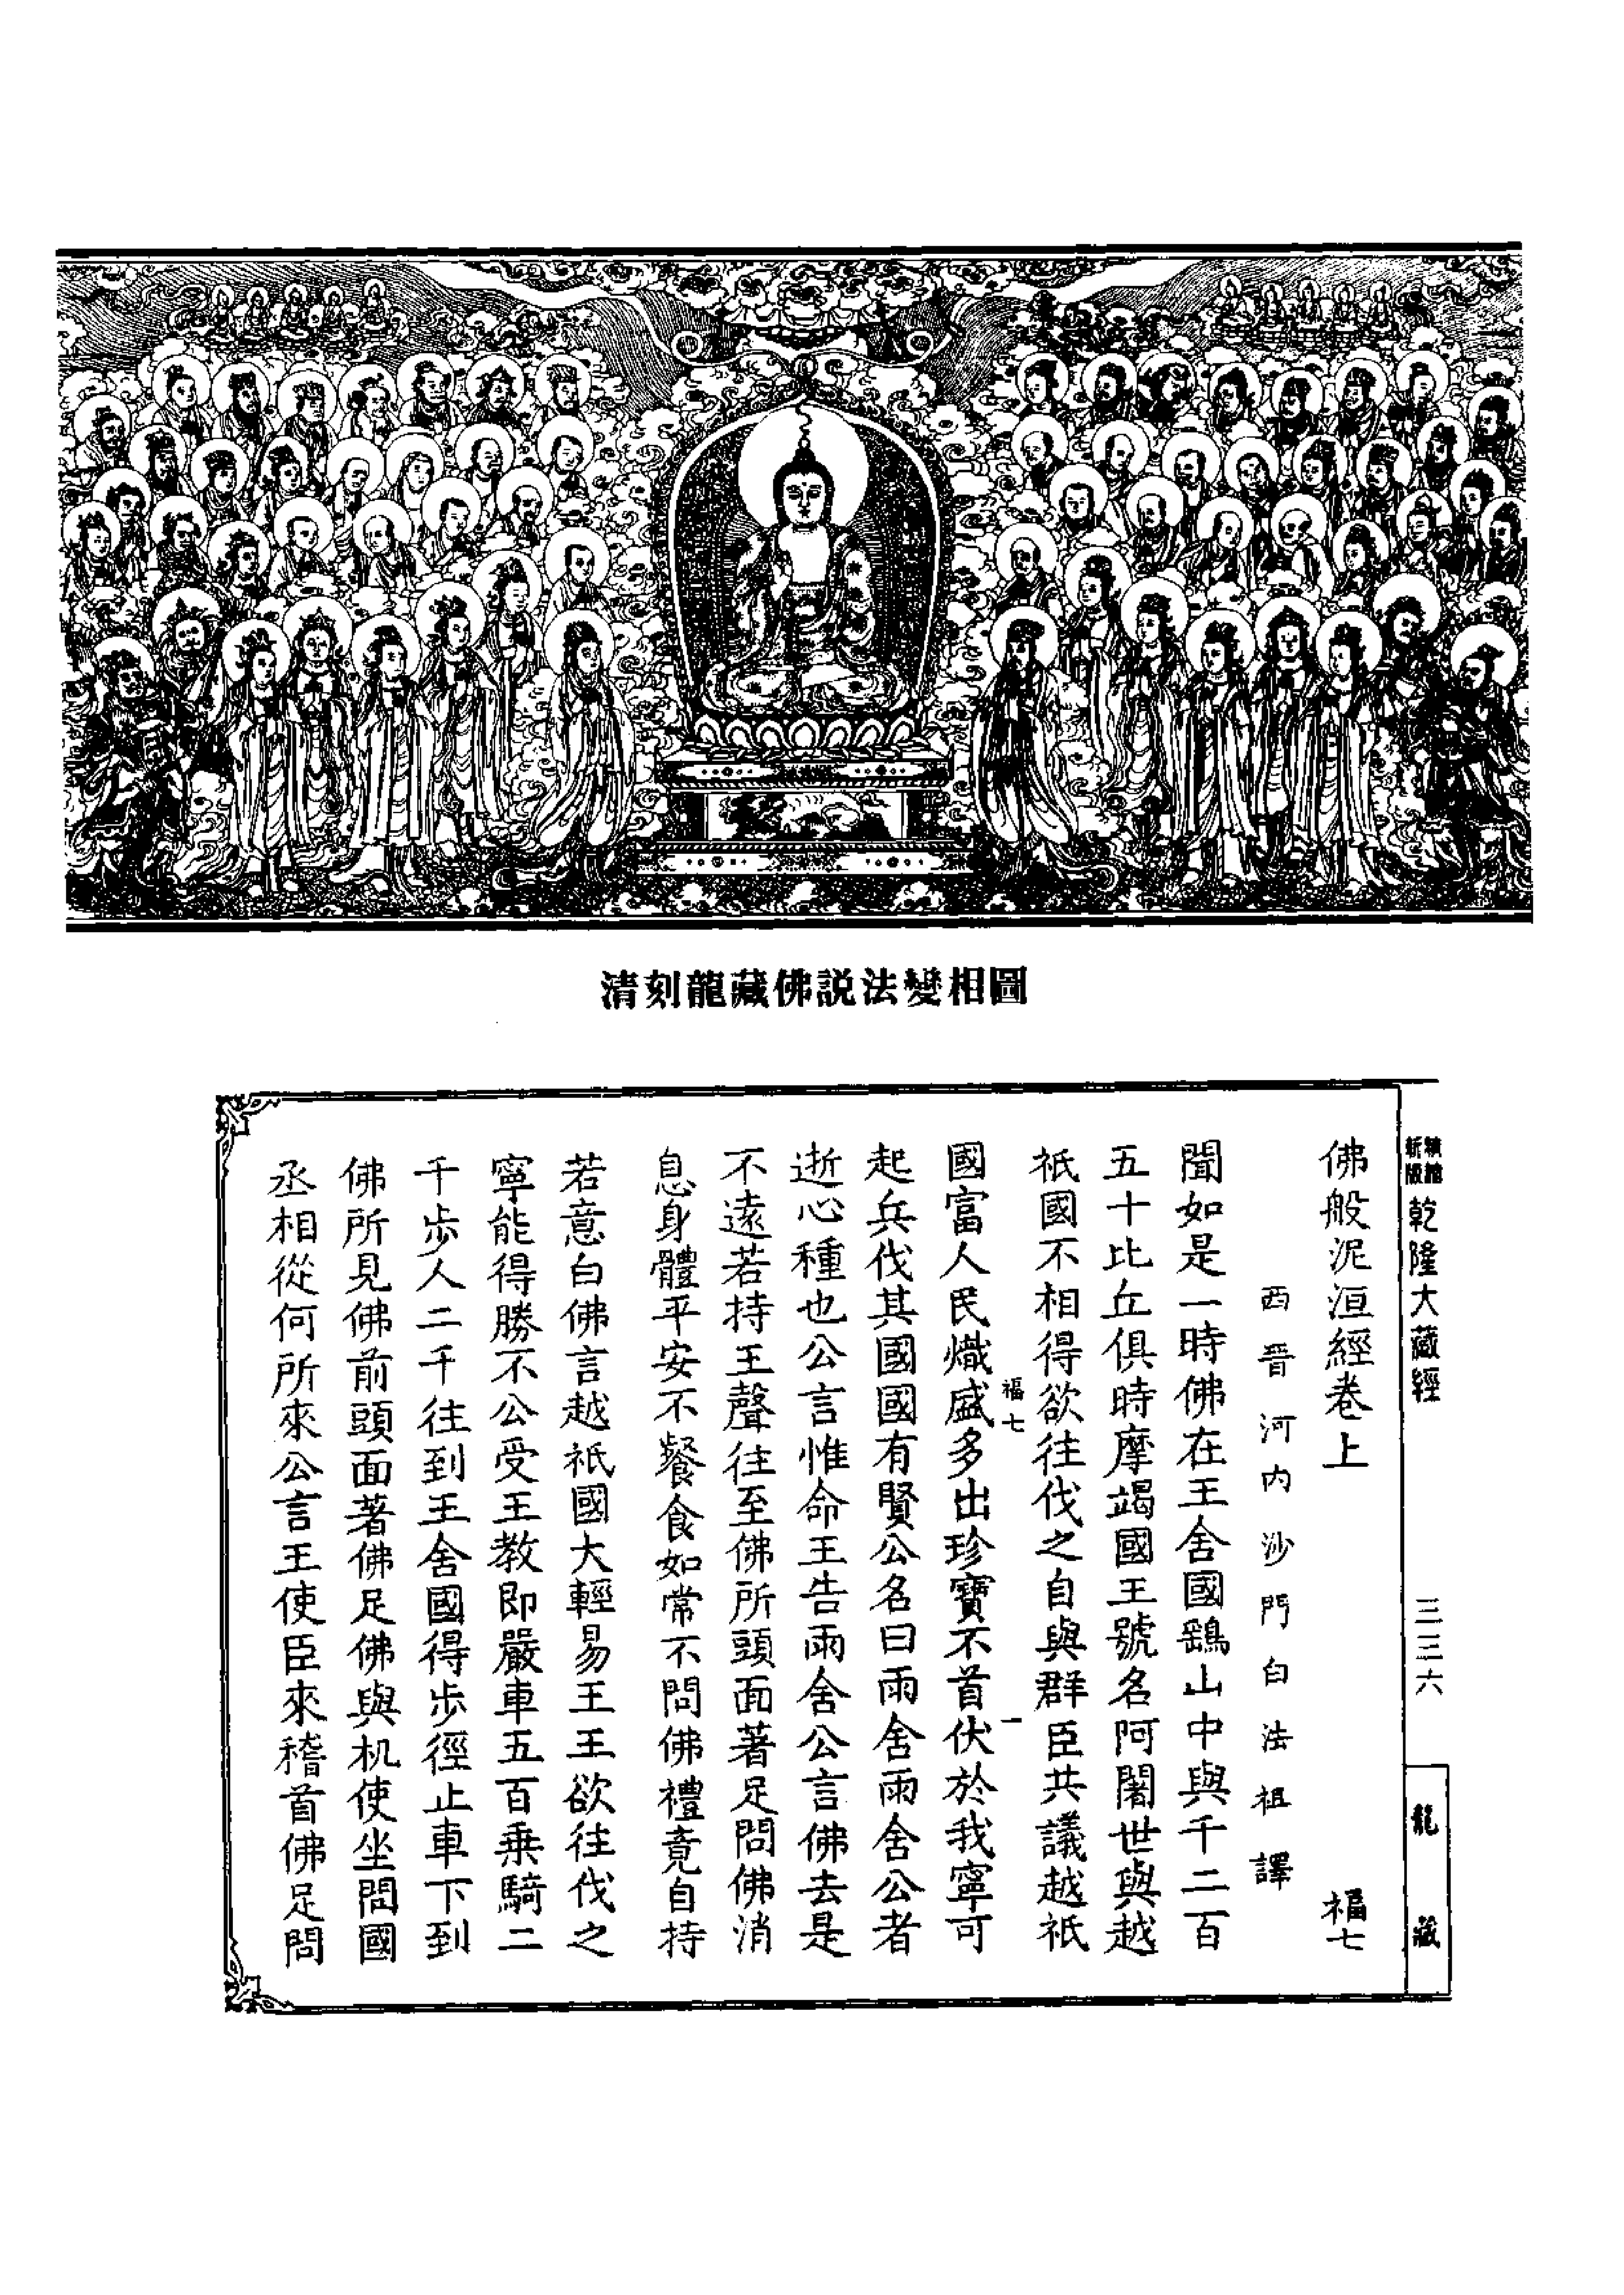 清刻龍藏佛説法變相圖
新版
乾隆大藏經
三三六
龍藏
佛般泥洹經卷上 福七
西晉河内沙門白法祖譯
聞如是一時佛在王舍國鷂山中與千二百
五十比丘俱時摩竭國王號名阿闍世與越
祇國不相得欲往伐之自與群臣共議越祇
福七 一
國富人民熾盛多出珍寶不首伏於我寧可
起兵伐其國國有賢公名曰雨舍雨舍公者
逝心種也公言惟命王告雨舍公言佛去是
不遠若持王聲往至佛所頭面著足問佛消
息身體平安不餐食如常不問佛禮竟自持
若意白佛言越祇國大輕易王王欲往伐之
寧能得勝不公受王教即嚴車五百乘騎二
千步人二千往到王舍國得步徑止車下到
佛所見佛前頭面著佛足佛與机使坐問國
丞相從何所來公言王使臣來稽首佛足問